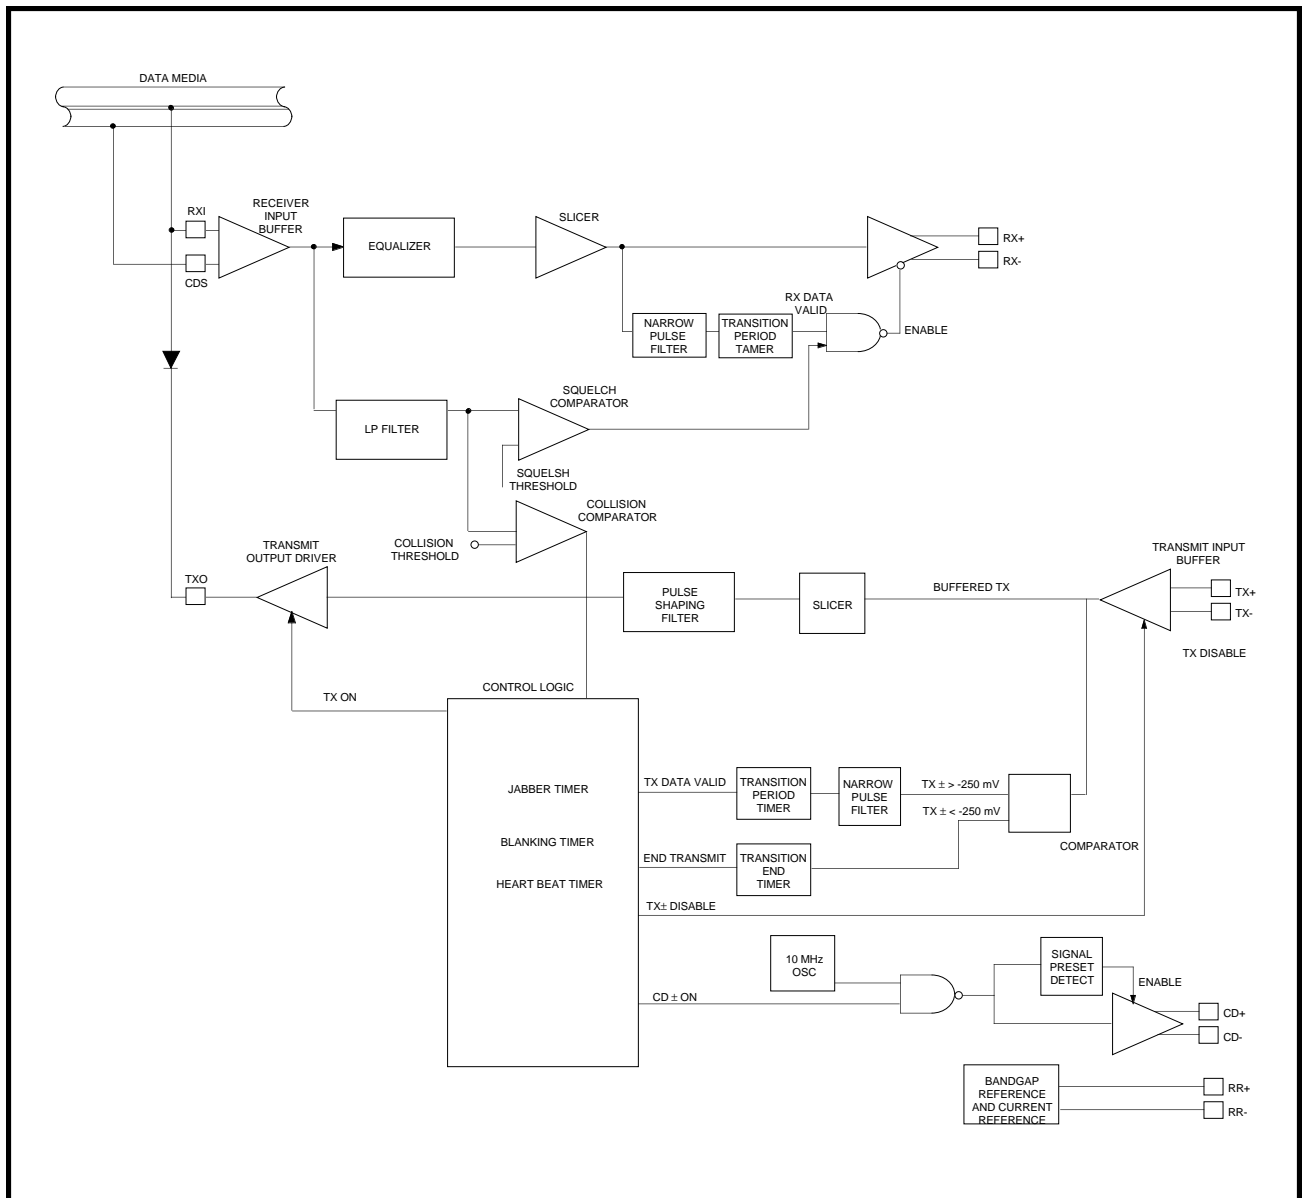 DATA MEDIA
RXI
CDS
RECEIVER
INPUT
BUFFER
EQUALIZER
SLICER
RX+
RX-
RX DATA
VALID
NARROW
PULSE
FILTER
TRANSITION
PERIOD
TAMER
ENABLE
SQUELCH
COMPARATOR
LP FILTER
SQUELSH
THRESHOLD
COLLISION
COMPARATOR
COLLISION
THRESHOLD
TRANSMIT
OUTPUT DRIVER
TXO
PULSE
SHAPING
FILTER
SLICER
BUFFERED TX
TRANSMIT INPUT
BUFFER
TX+
TX-
TX DISABLE
TX ON
CONTROL LOGIC
JABBER TIMER
BLANKING TIMER
HEART BEAT TIMER
TX DATA VALID
TRANSITION
PERIOD
TIMER
NARROW
PULSE
FILTER
TX ± > -250 mV
TX ± < -250 mV
COMPARATOR
END TRANSMIT
TRANSITION
END
TIMER
TX± DISABLE
10 MHz
OSC
CD ± ON
SIGNAL
PRESET
DETECT
ENABLE
CD+
CD-
BANDGAP
REFERENCE
AND CURRENT
REFERENCE
RR+
RR-